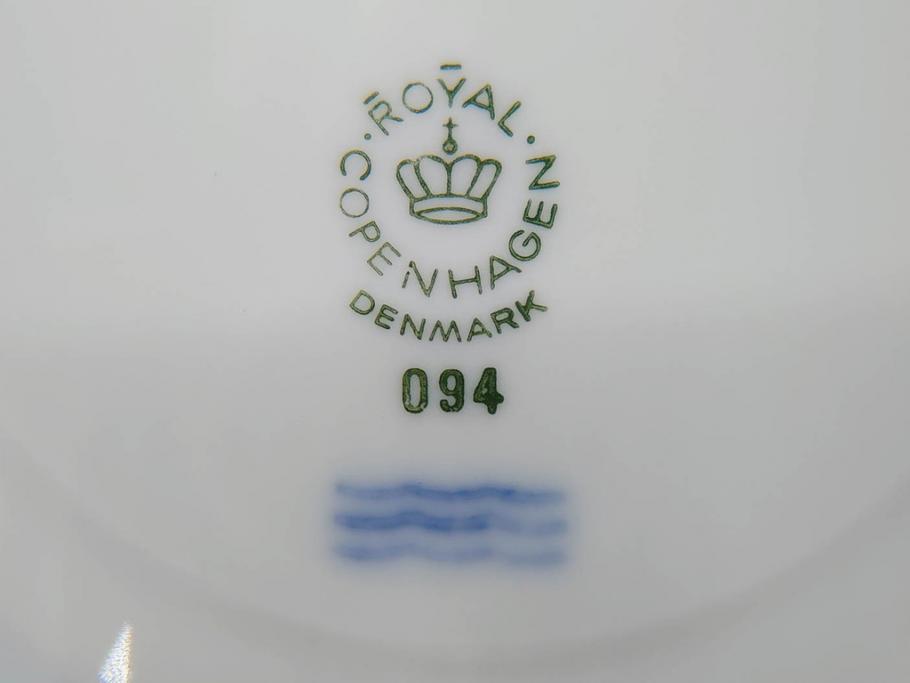 ROYAL
COPENHAGEN
DENMARK
094